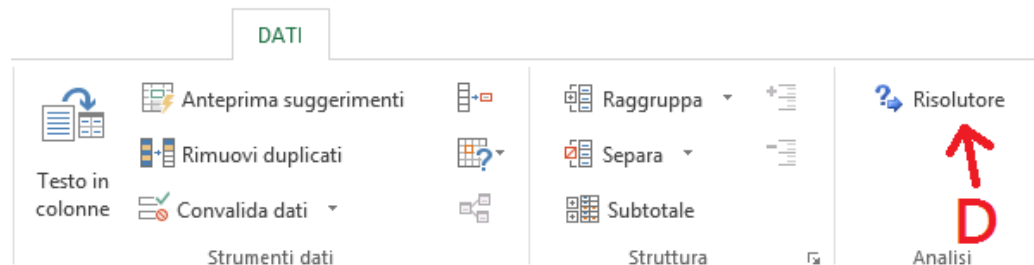 DATI
Testo in
colonne
Anteprima suggerimenti
Rimuovi duplicati
Convalida dati
Strumenti dati
Raggruppa
Separa
Subtotale
Struttura
Risolutore
D
Analisi